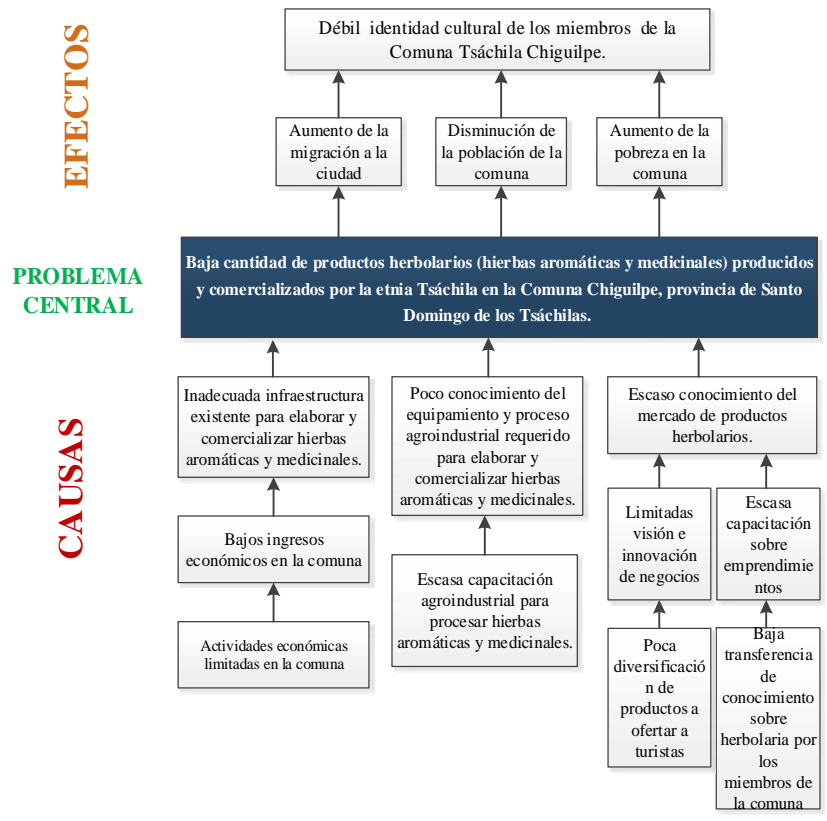 EFECTOS
Débil identidad cultural de los miembros de la
Comuna Tsáchila Chiguilpe.
Aumento de la
migración a la
ciudad
Disminución de
la población de la
comuna
Aumento de la
pobreza en la
comuna
PROBLEMA
CENTRAL
Baja cantidad de productos herbolarios (hierbas aromáticas y medicinales) producidos
y comercializados por la etnia Tsáchila en la Comuna Chiguilpe, provincia de Santo
Domingo de los Tsáchilas.
CAUSAS
Inadecuada infraestructura
existente para elaborar y
comercializar hierbas
aromáticas y medicinales.
Poco conocimiento del
equipamiento y proceso
agroindustrial requerido
para elaborar y
comercializar hierbas
aromáticas y medicinales.
Escaso conocimiento del
mercado de productos
herbolarios.
Bajos ingresos
económicos en la comuna
Escasa capacitación
agroindustrial para
procesar hierbas
aromáticas y medicinales.
Limitadas
visión e
innovación
de negocios
Escasa
capacitación
sobre
emprendimie
ntos
Actividades económicas
limitadas en la comuna
Poca
diversificació
n de
productos a
ofertar a
turistas
Baja
transferencia
de
conocimiento
sobre
herbolaria por
los
miembros de
la comuna